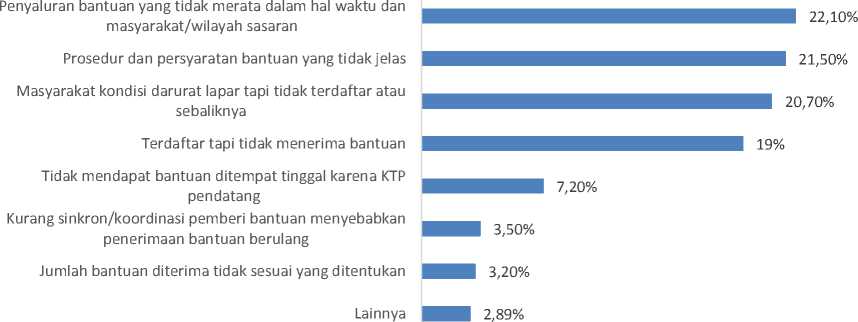 Penyaluran bantuan yang tidak merata dalam hal waktu dan
masyarakat/wilayah sasaran
22,10%
Prosedur dan persyaratan bantuan yang tidak jelas
21,50%
Masyarakat kondisi darurat lapar tapi tidak terdaftar atau
sebaliknya
20,70%
Terdaftar tapi tidak menerima bantuan
19%
Tidak mendapat bantuan ditempat tinggal karena KTP
pendatang
7,20%
Kurang sinkron/koordinasi pemberi bantuan menyebabkan
penerimaan bantuan berulang
3,50%
Jumlah bantuan diterima tidak sesuai yang ditentukan
3,20%
Lainnya
2,89%